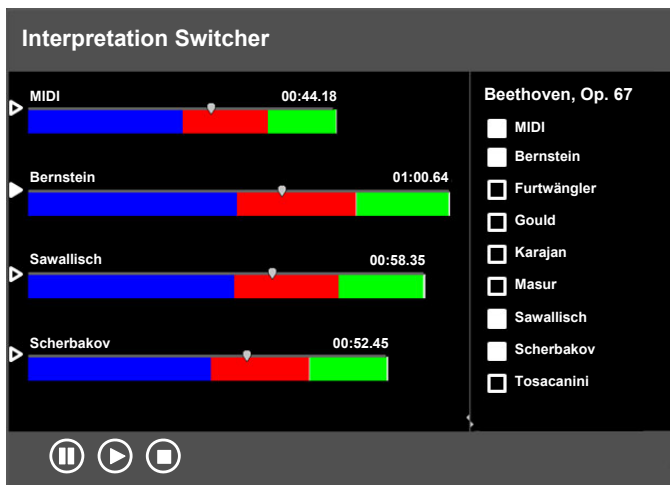 Interpretation Switcher
MIDI 00:44.18
Bernstein 01:00.64
Sawallisch 00:58.35
Scherbakov 00:52.45
Beethoven, Op. 67
MIDI
Bernstein
Furtwängler
Gould
Karajan
Masur
Sawallisch
Scherbakov
Tosacanini